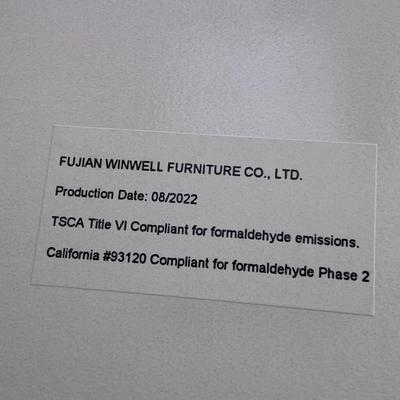 FUJIAN WINWELL FURNITURE CO., LTD.
Production Date: 08/2022
TSCA Title VI Compliant for formaldehyde emissions.
California #93120 Compliant for formaldehyde Phase 2